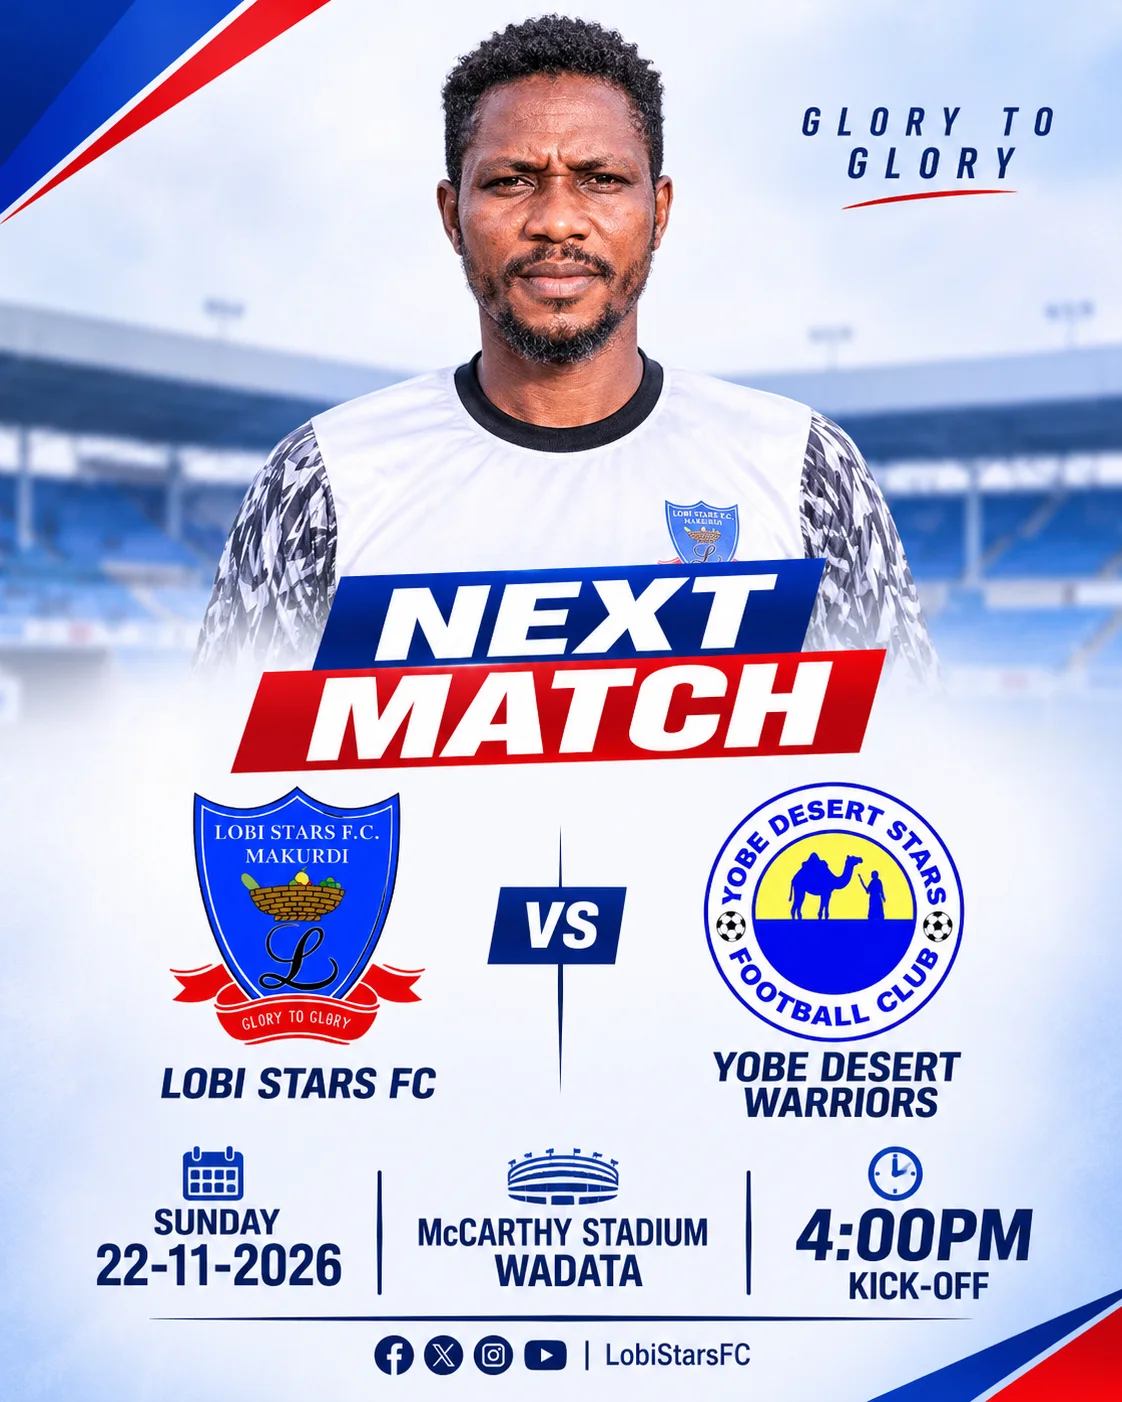 GLORY TO
GLORY
LOBI STARS F.C.
MAKURDI
NEXT
MATCH
LOBI STARS F.C.
MAKURDI
L
GLORY TO GLORY
VS
YOBE DESERT STARS
FOOTBALL CLUB
LOBI STARS FC
YOBE DESERT
WARRIORS
SUNDAY
22-11-2026
McCARTHY STADIUM
WADATA
4:00PM
KICK-OFF
LobiStarsFC